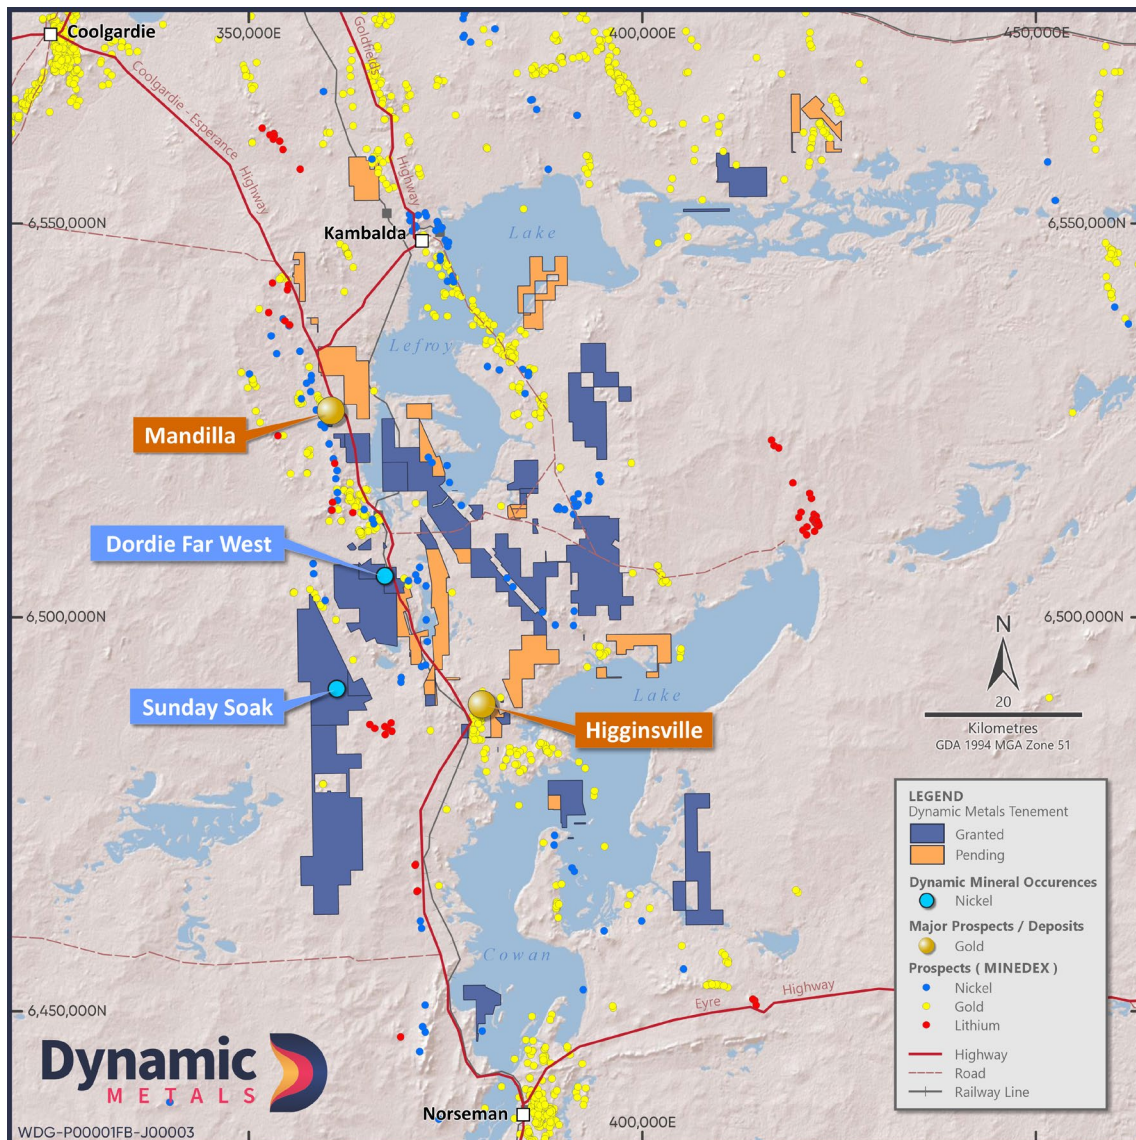 Coolgardie
350,000E
400,000E
450,000E
Goldfields
Highway
Coolgardie - Esperance
Highway
6,550,000N
6,550,000N
Kambalda
Lake
Lefroy
Mandilla
Dordie Far West
6,500,000N
6,500,000N
Sunday Soak
Lake
Higginsville
N
20
Kilometres
GDA 1994 MGA Zone 51
LEGEND
Dynamic Metals Tenement
Granted
Pending
Dynamic Mineral Occurences
Nickel
Major Prospects / Deposits
Gold
Prospects ( MINEDEX )
Nickel
Gold
Lithium
Highway
Road
Railway Line
Cowan
Eyre
Highway
6,450,000N
Dynamic
METALS
Norseman
400,000E
WDG-P00001FB-J00003